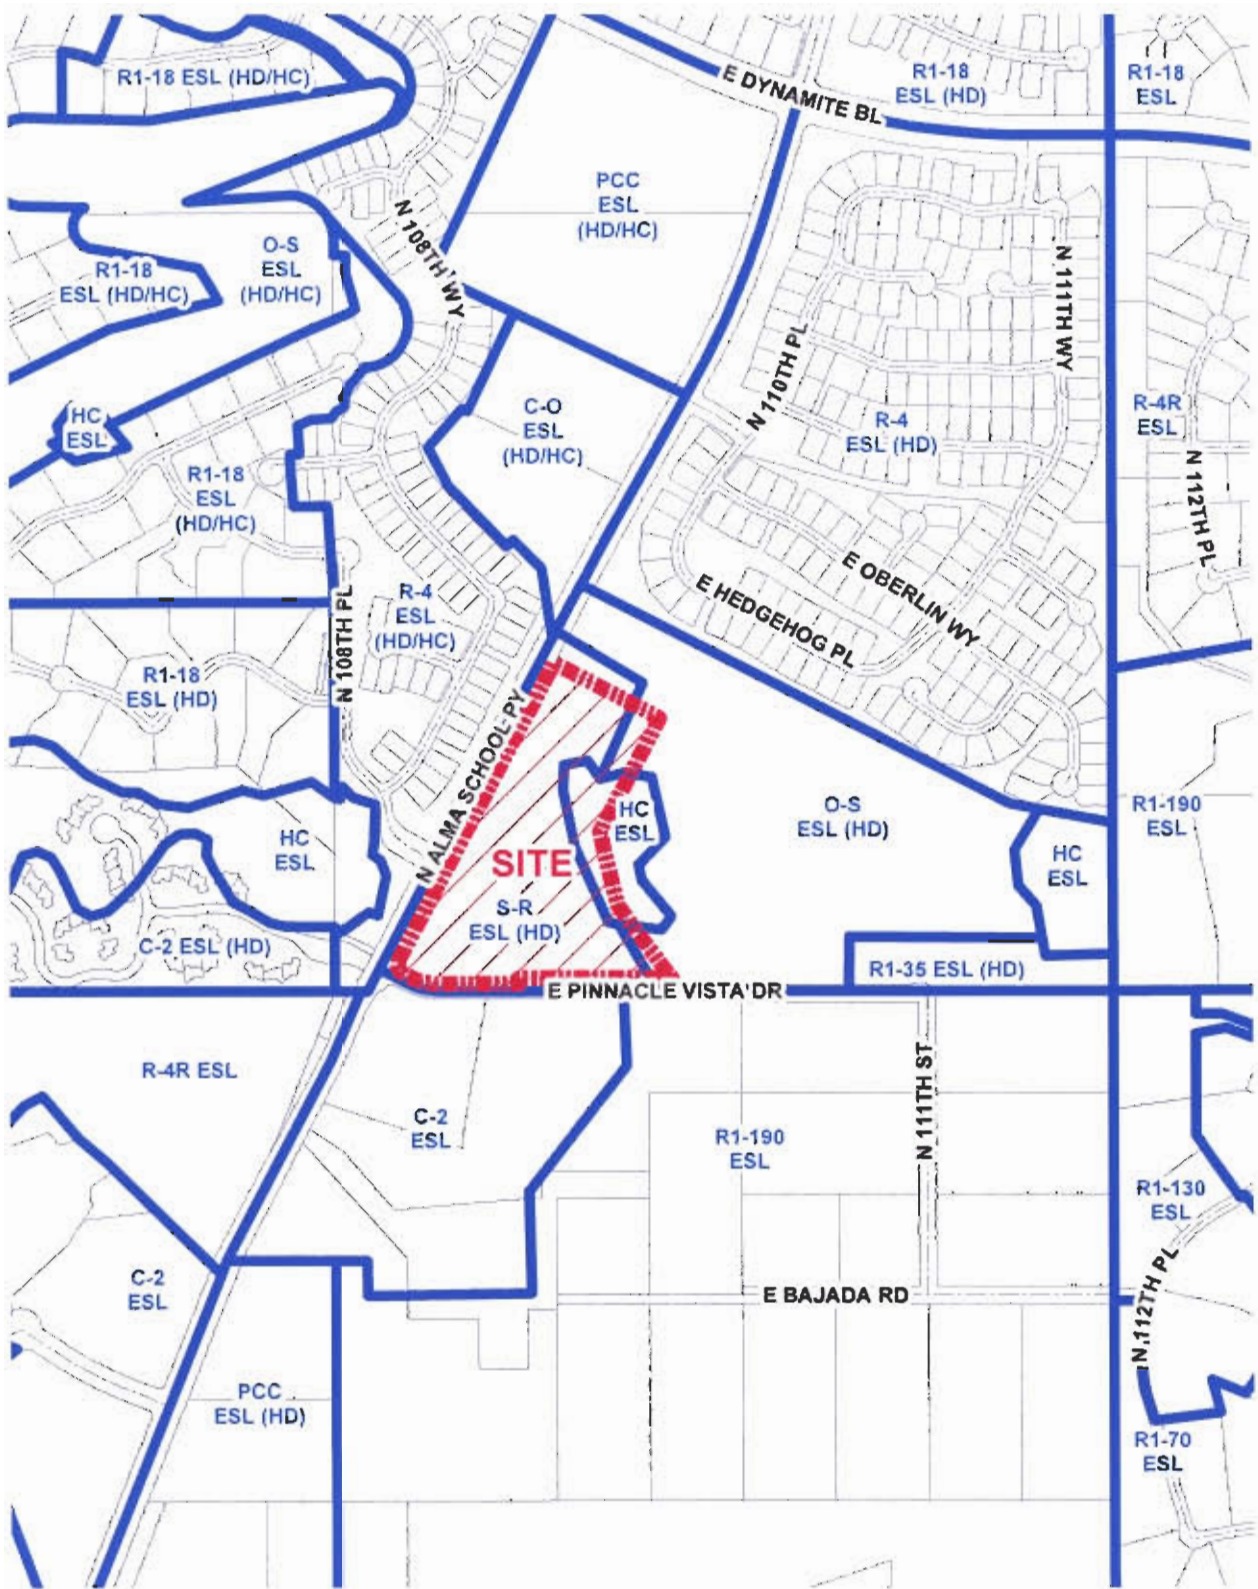 R1-18 ESL (HD/HC)
E DYNAMITE BL
R1-18
ESL (HD)
R1-18
ESL
PCC
ESL
(HD/HC)
N 108TH WY
O-S
ESL
(HD/HC)
R1-18
ESL (HD/HC)
N 111TH WY
N 110TH PL
HC
ESL
C-O
ESL
(HD/HC)
R-4
ESL (HD)
R-4R
ESL
N 112TH PL
R1-18
ESL
(HD/HC)
R-4
ESL
(HD/HC)
N 108TH PL
E OBERLIN WY
E HEDGEHOG PL
R1-18
ESL (HD)
N ALMA SCHOOL PY
HC
ESL
HC
ESL
O-S
ESL (HD)
R1-190
ESL
HC
ESL
SITE
S-R
ESL (HD)
C-2 ESL (HD)
R1-35 ESL (HD)
E PINNACLE VISTA DR
R-4R ESL
C-2
ESL
N 111TH ST
R1-190
ESL
R1-130
ESL
C-2
ESL
E BAJADA RD
N 112TH PL
PCC
ESL (HD)
R1-70
ESL